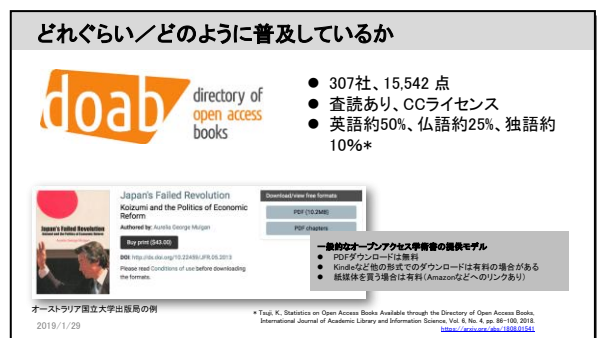 どれぐらい／どのように普及しているか
doab
directory of
open access
books
● 307社、15,542 点
● 査読あり、CCライセンス
● 英語約50%、仏語約25%、独語約
10%*
Japan's Failed Revolution
Koizumi and the Politics of Economic
Reform
Authored by: Aurelia George Mulgan
Buy print ($43.00)
DOI: http://dx.doi.org/10.22459/JFR.05.2013
Please read Conditions of use before downloading
the formats.
Japan's Failed Revolution
Koizumi and the Politics of Economic Reform
Download/view free formats
PDF (10.2MB)
PDF chapters
一般的なオープンアクセス学術書の提供モデル
● PDFダウンロードは無料
● Kindleなど他の形式でのダウンロードは有料の場合がある
● 紙媒体を買う場合は有料（Amazonなどへのリンクあり）
オーストラリア国立大学出版局の例
* Tsuji, K., Statistics on Open Access Books Available through the Directory of Open Access Books,
International Journal of Academic Library and Information Science, Vol. 6, No. 4, pp. 86-100, 2018.
https://arxiv.org/abs/1808.01541
2019/1/29